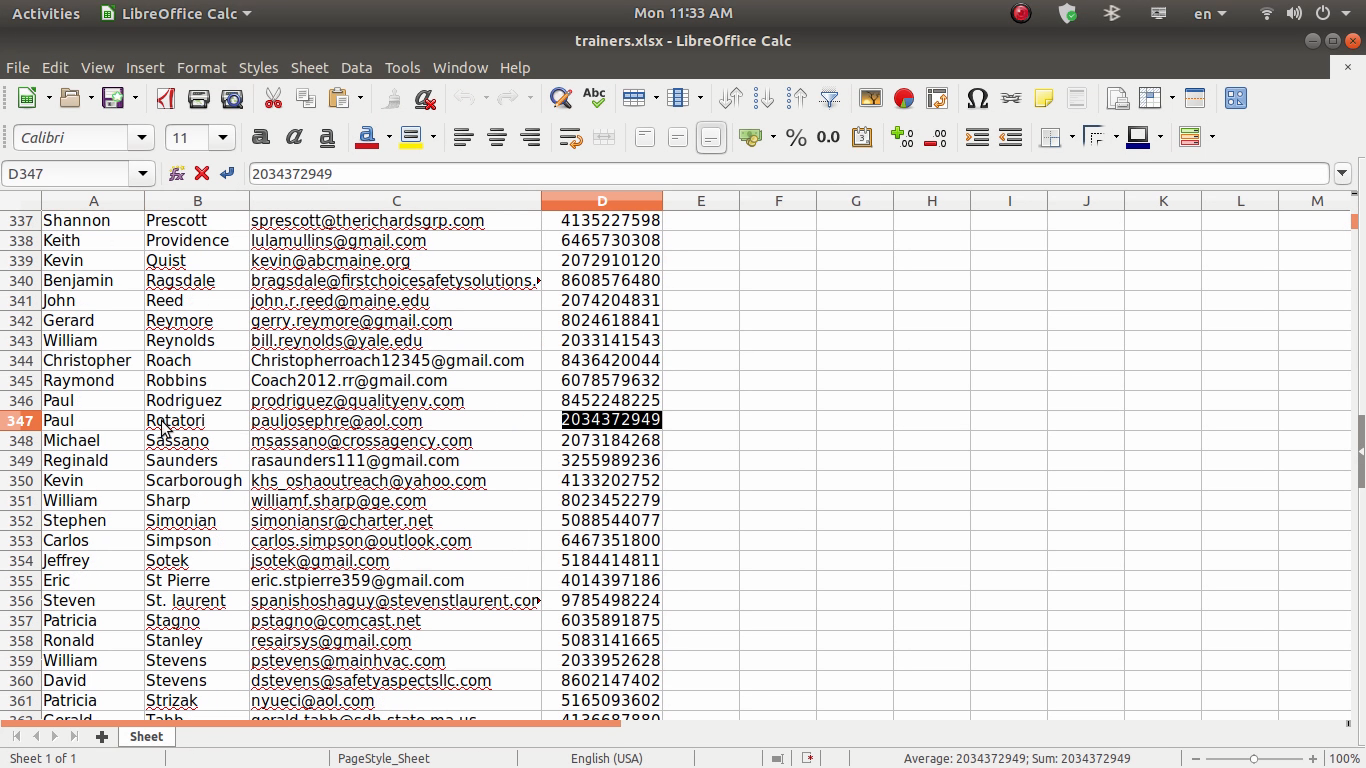 Activities LibreOffice Calc Mon 11:33 AM en
trainers.xlsx - LibreOffice Calc
File Edit View Insert Format Styles Sheet Data Tools Window Help
Calibri 11
D347 2034372949
A B C D E F G H I J K L M
337 Shannon Prescott sprescott@therichardsgrp.com 4135227598
338 Keith Providence lulamullins@gmail.com 6465730308
339 Kevin Quist kevin@abcmaine.org 2072910120
340 Benjamin Ragsdale bragsdale@firstchoicesafetysolutions. 8608576480
341 John Reed john.r.reed@maine.edu 2074204831
342 Gerard Reymore gerry.reymore@gmail.com 8024618841
343 William Reynolds bill.reynolds@yale.edu 2033141543
344 Christopher Roach Christopherroach12345@gmail.com 8436420044
345 Raymond Robbins Coach2012.rr@gmail.com 6078579632
346 Paul Rodriguez prodriguez@qualityenv.com 8452248225
347 Paul Rotatori pauljosephre@aol.com 2034372949
348 Michael Sassano msassano@crossagency.com 2073184268
349 Reginald Saunders rasaunders111@gmail.com 3255989236
350 Kevin Scarborough khs_oshaoutreach@yahoo.com 4133202752
351 William Sharp williamf.sharp@ge.com 8023452279
352 Stephen Simonian simoniansr@charter.net 5088544077
353 Carlos Simpson carlos.simpson@outlook.com 6467351800
354 Jeffrey Sotek jsotek@gmail.com 5184414811
355 Eric St Pierre eric.stpierre359@gmail.com 4014397186
356 Steven St. laurent spanishoshaguy@stevenstlaurent.com 9785498224
357 Patricia Stagno pstagno@comcast.net 6035891875
358 Ronald Stanley resairsys@gmail.com 5083141665
359 William Stevens pstevens@mainhvac.com 2033952628
360 David Stevens dstevens@safetyaspectsllc.com 8602147402
361 Patricia Strizak nyueci@aol.com 5165093602
362 Gerald Tabb gerald.tabb@sdh.state.ma.us 4136687880
Sheet
Sheet 1 of 1 PageStyle_Sheet English (USA) Average: 2034372949; Sum: 2034372949 100%